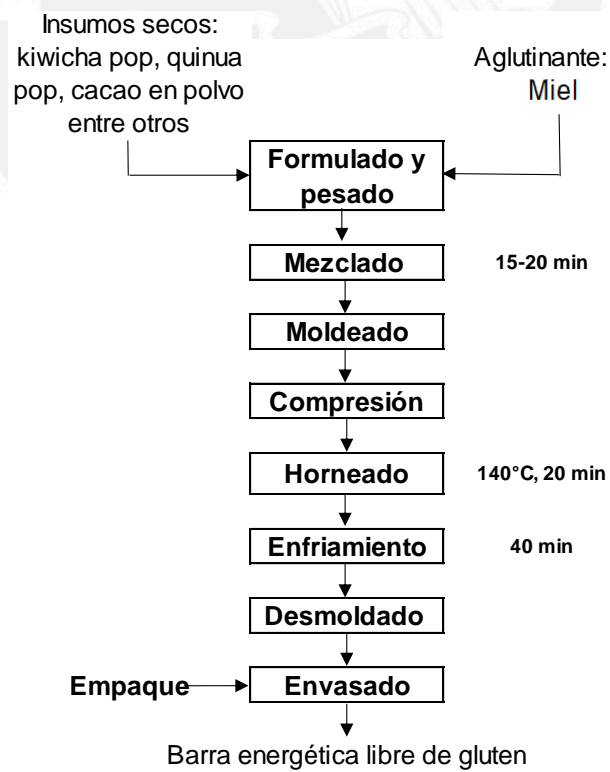 Insumos secos:
kiwicha pop, quinua
pop, cacao en polvo
entre otros
Aglutinante:
Miel
Formulado y
pesado
Mezclado
15-20 min
Moldeado
Compresión
Horneado
140°C, 20 min
Enfriamiento
40 min
Desmoldado
Empaque
Envasado
Barra energética libre de gluten